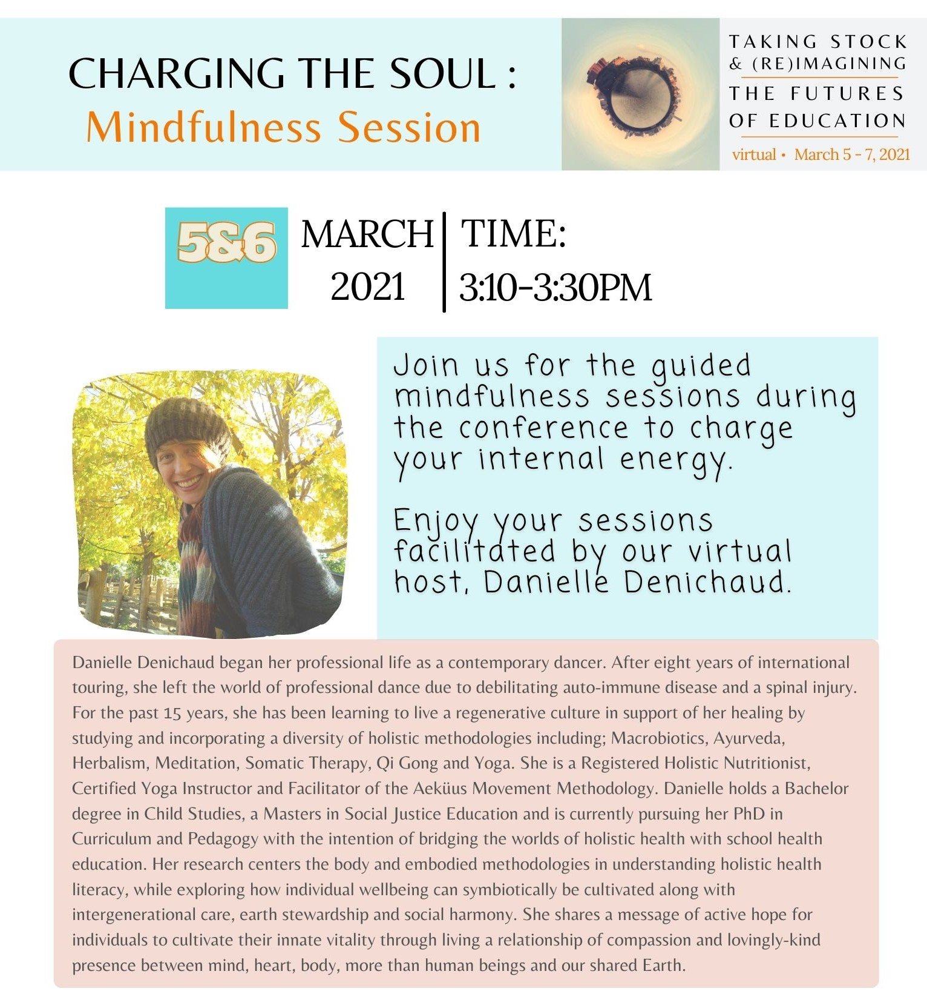 CHARGING THE SOUL :
Mindfulness Session
TAKING STOCK
& (RE)IMAGINING
THE FUTURES
OF EDUCATION
virtual • March 5 - 7, 2021
5&6
MARCH
2021
TIME:
3:10-3:30PM
Join us for the guided
mindfulness sessions during
the conference to charge
your internal energy.
Enjoy your sessions
facilitated by our virtual
host, Danielle Denichaud.
Danielle Denichaud began her professional life as a contemporary dancer. After eight years of international
touring, she left the world of professional dance due to debilitating auto-immune disease and a spinal injury.
For the past 15 years, she has been learning to live a regenerative culture in support of her healing by
studying and incorporating a diversity of holistic methodologies including; Macrobiotics, Ayurveda,
Herbalism, Meditation, Somatic Therapy, Qi Gong and Yoga. She is a Registered Holistic Nutritionist,
Certified Yoga Instructor and Facilitator of the Aeküus Movement Methodology. Danielle holds a Bachelor
degree in Child Studies, a Masters in Social Justice Education and is currently pursuing her PhD in
Curriculum and Pedagogy with the intention of bridging the worlds of holistic health with school health
education. Her research centers the body and embodied methodologies in understanding holistic health
literacy, while exploring how individual wellbeing can symbiotically be cultivated along with
intergenerational care, earth stewardship and social harmony. She shares a message of active hope for
individuals to cultivate their innate vitality through living a relationship of compassion and lovingly-kind
presence between mind, heart, body, more than human beings and our shared Earth.